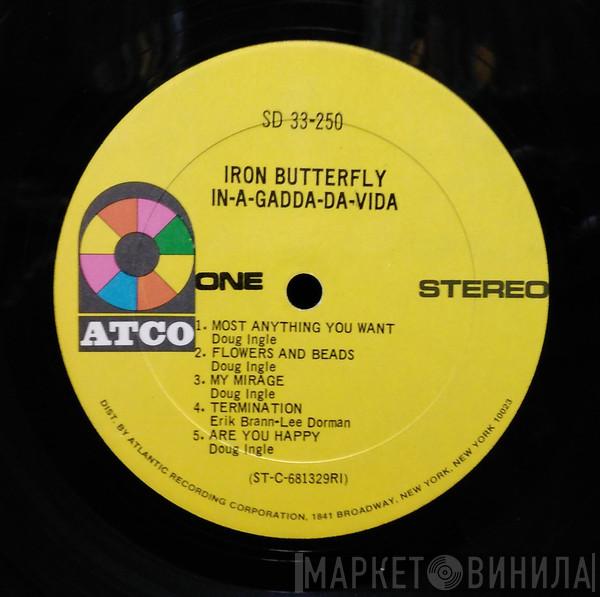 SD 33-250
IRON BUTTERFLY
IN-A-GADDA-DA-VIDA
ATCO
ONE
STEREO
1. MOST ANYTHING YOU WANT
Doug Ingle
2. FLOWERS AND BEADS
Doug Ingle
3. MY MIRAGE
Doug Ingle
4. TERMINATION
Erik Brann-Lee Dorman
5. ARE YOU HAPPY
Doug Ingle
(ST-C-681329RI)
DIST. BY ATLANTIC RECORDING CORPORATION, 1841 BROADWAY, NEW YORK, NEW YORK 10023
МАРКЕТ ВИНИЛА